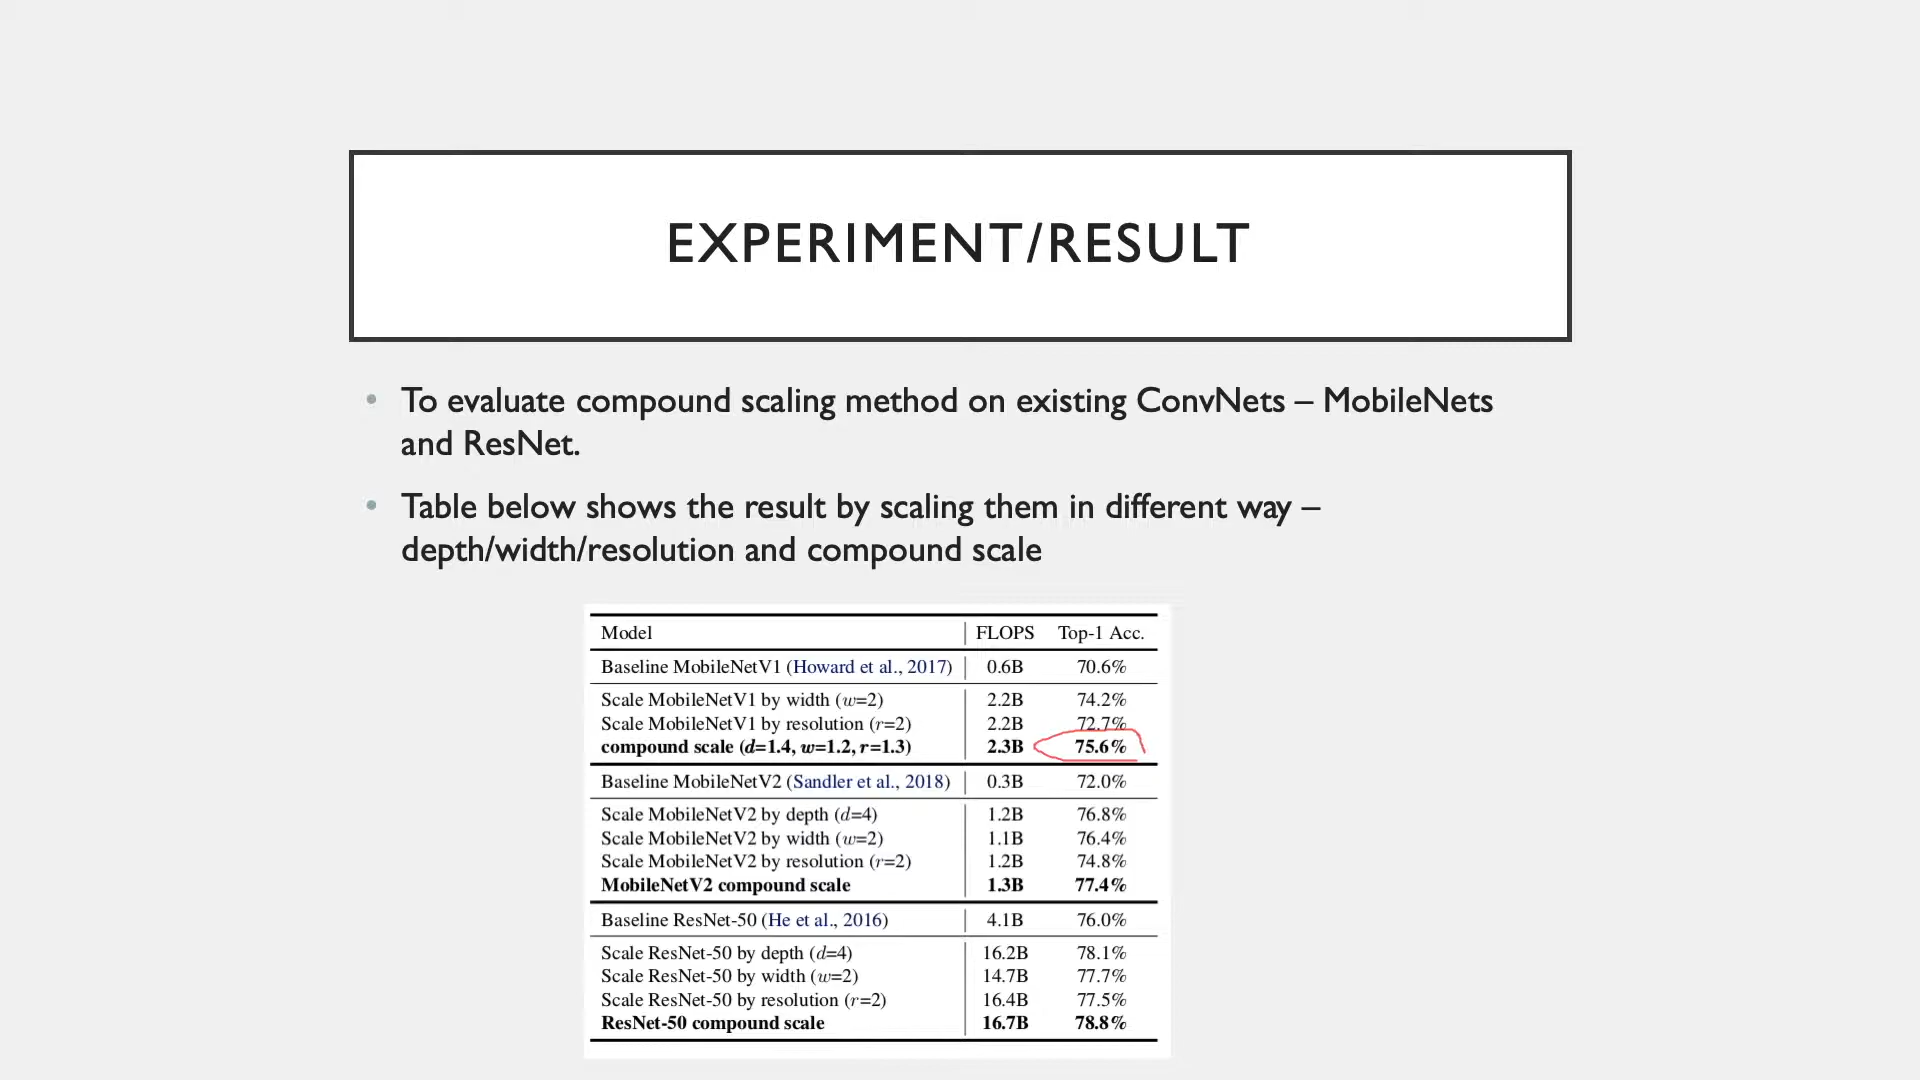 EXPERIMENT/RESULT
• To evaluate compound scaling method on existing ConvNets – MobileNets
and ResNet.
• Table below shows the result by scaling them in different way –
depth/width/resolution and compound scale
Model FLOPS Top-1 Acc.
Baseline MobileNetV1 (Howard et al., 2017) 0.6B 70.6%
Scale MobileNetV1 by width (w=2) 2.2B 74.2%
Scale MobileNetV1 by resolution (r=2) 2.2B 72.7%
compound scale (d=1.4, w=1.2, r=1.3) 2.3B 75.6%
Baseline MobileNetV2 (Sandler et al., 2018) 0.3B 72.0%
Scale MobileNetV2 by depth (d=4) 1.2B 76.8%
Scale MobileNetV2 by width (w=2) 1.1B 76.4%
Scale MobileNetV2 by resolution (r=2) 1.2B 74.8%
MobileNetV2 compound scale 1.3B 77.4%
Baseline ResNet-50 (He et al., 2016) 4.1B 76.0%
Scale ResNet-50 by depth (d=4) 16.2B 78.1%
Scale ResNet-50 by width (w=2) 14.7B 77.7%
Scale ResNet-50 by resolution (r=2) 16.4B 77.5%
ResNet-50 compound scale 16.7B 78.8%